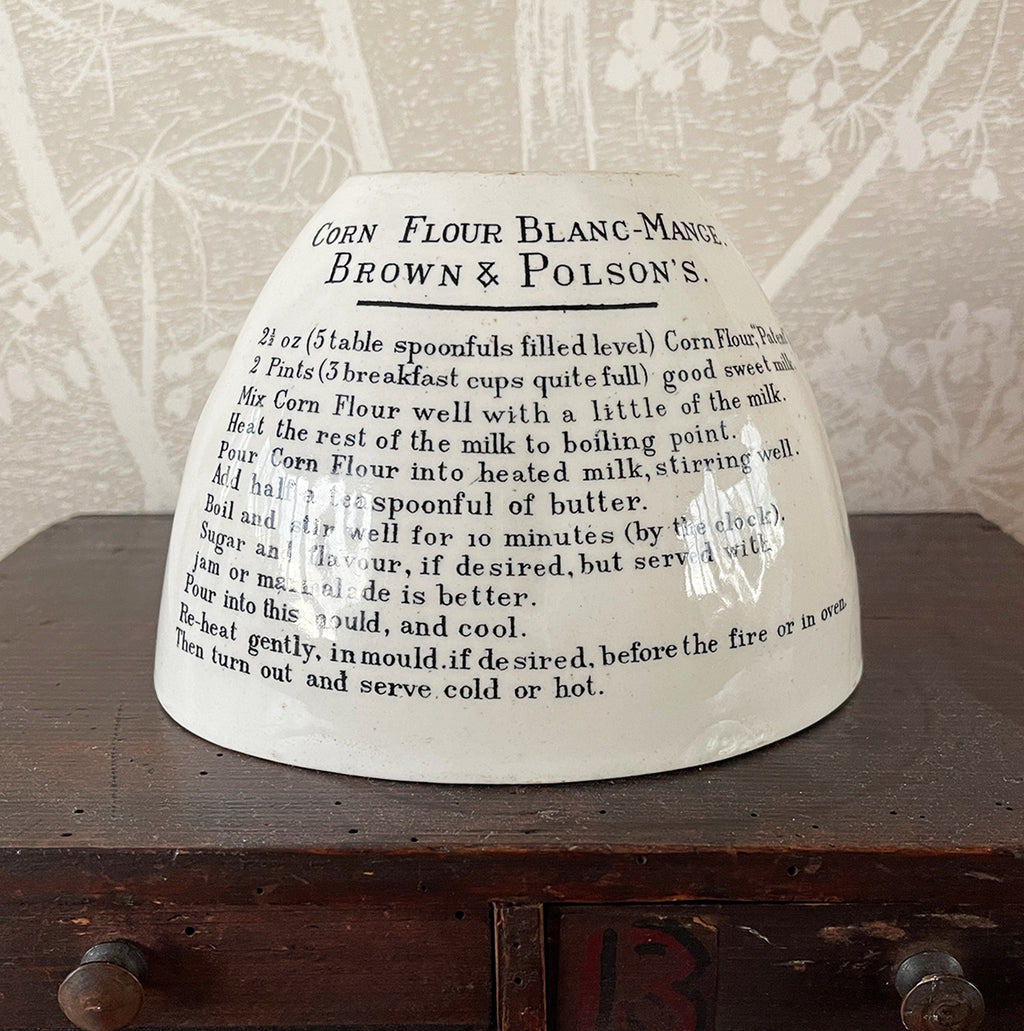 Corn Flour Blanc-Mange.
Brown & Polson's.
2½ oz (5 table spoonfuls filled level) Corn Flour, "Patent"
2 Pints (3 breakfast cups quite full) good sweet milk
Mix Corn Flour well with a little of the milk.
Heat the rest of the milk to boiling point.
Pour Corn Flour into heated milk, stirring well.
Add half a teaspoonful of butter.
Boil and stir well for 10 minutes (by the clock).
Sugar and flavour, if desired, but served with
jam or marmalade is better.
Pour into this mould, and cool.
Re-heat gently, in mould. if desired, before the fire or in oven.
Then turn out and serve cold or hot.
B